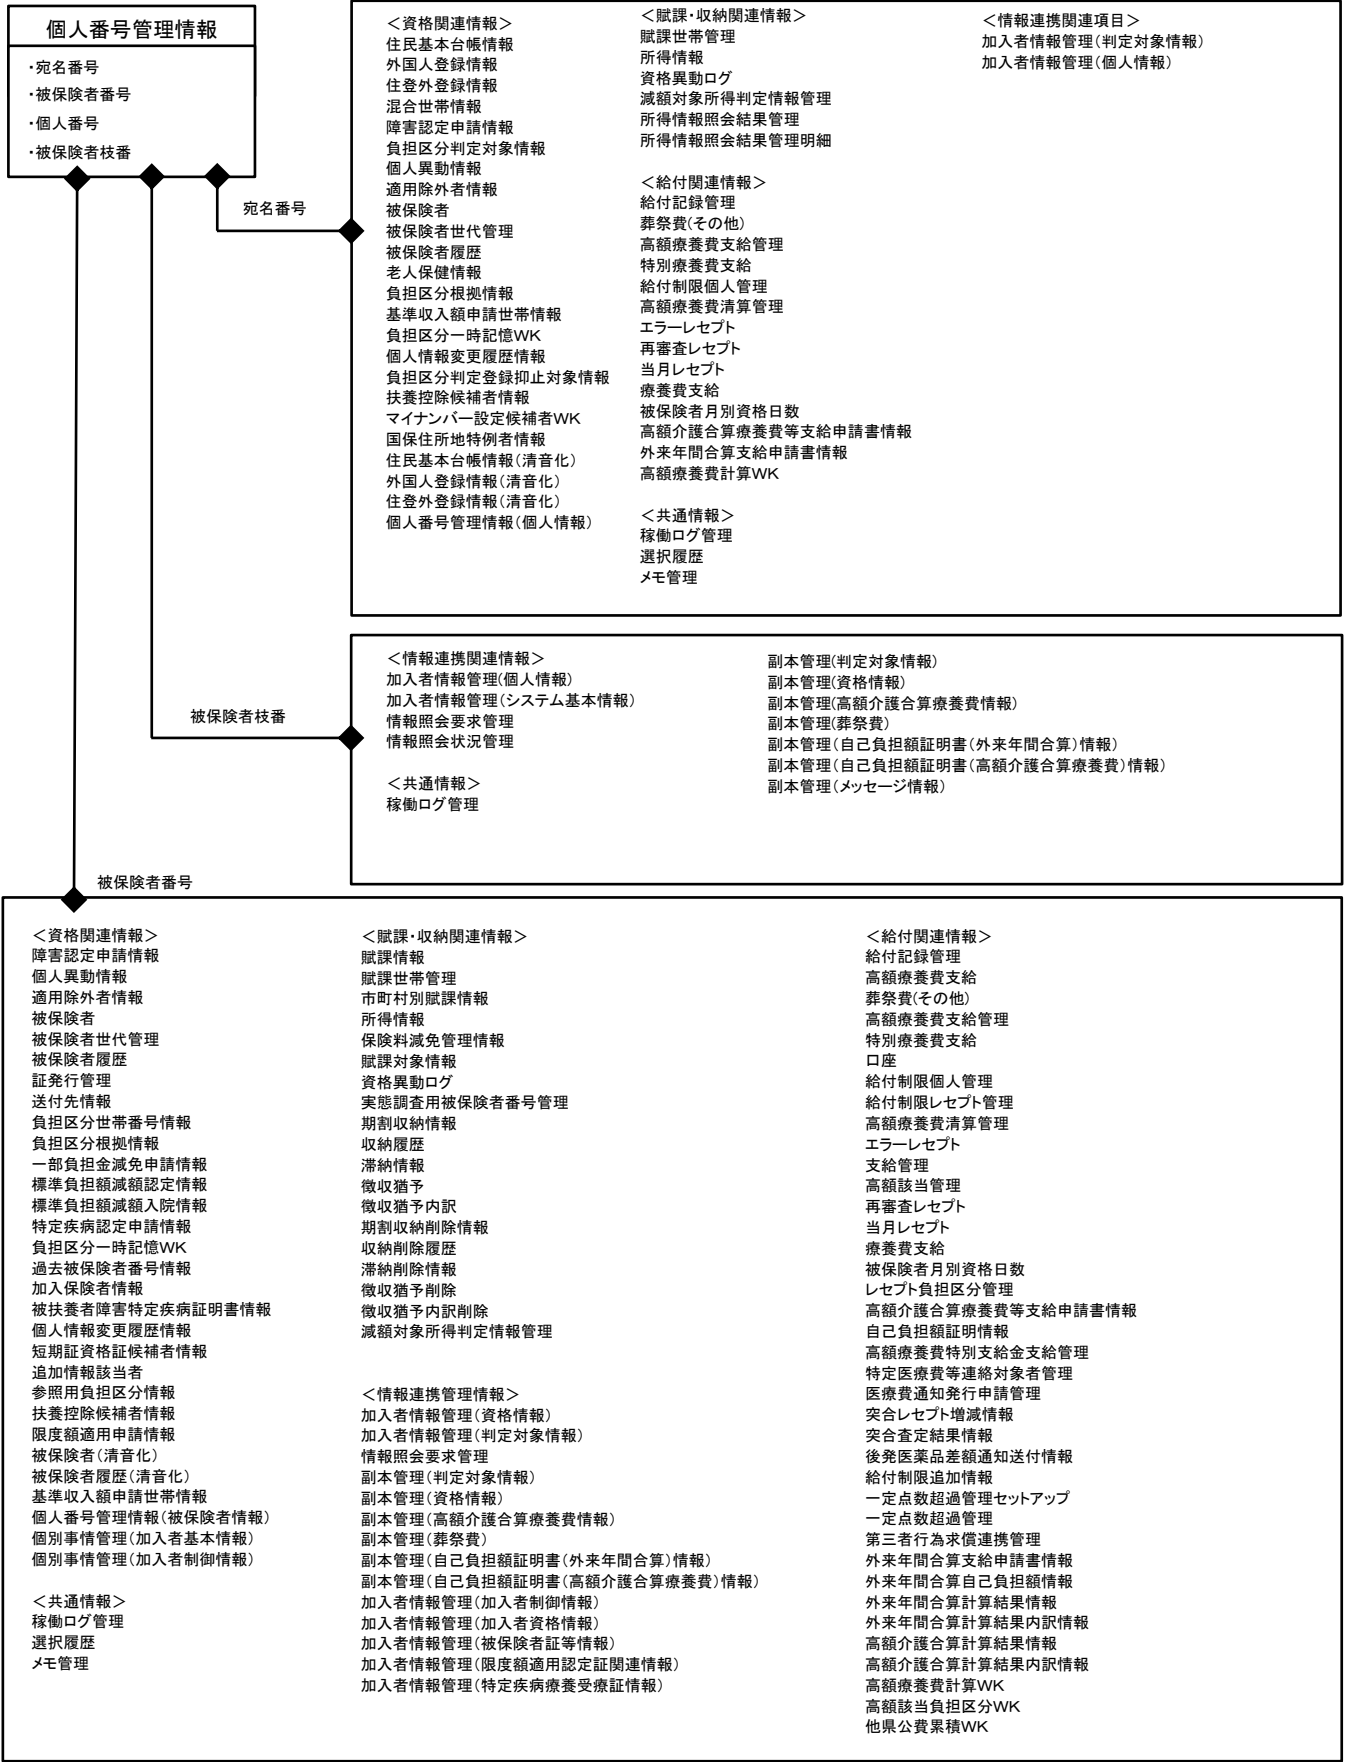 個人番号管理情報
・宛名番号
・被保険者番号
・個人番号
・被保険者枝番
宛名番号
＜資格関連情報＞
住民基本台帳情報
外国人登録情報
住登外登録情報
混合世帯情報
障害認定申請情報
負担区分判定対象情報
個人異動情報
適用除外者情報
被保険者
被保険者世代管理
被保険者履歴
老人保健情報
負担区分根拠情報
基準収入額申請世帯情報
負担区分一時記憶WK
個人情報変更履歴情報
負担区分判定登録抑止対象情報
扶養控除候補者情報
マイナンバー設定候補者WK
国保住所地特例者情報
住民基本台帳情報（清音化）
外国人登録情報（清音化）
住登外登録情報（清音化）
個人番号管理情報（個人情報）
＜賦課・収納関連情報＞
賦課世帯管理
所得情報
資格異動ログ
減額対象所得判定情報管理
所得情報照会結果管理
所得情報照会結果管理明細
＜給付関連情報＞
給付記録管理
葬祭費(その他)
高額療養費支給管理
特別療養費支給
給付制限個人管理
高額療養費清算管理
エラーレセプト
再審査レセプト
当月レセプト
療養費支給
被保険者月別資格日数
高額介護合算療養費等支給申請書情報
外来年間合算支給申請書情報
高額療養費計算WK
＜共通情報＞
稼働ログ管理
選択履歴
メモ管理
＜情報連携関連項目＞
加入者情報管理（判定対象情報）
加入者情報管理（個人情報）
被保険者枝番
＜情報連携関連情報＞
加入者情報管理(個人情報)
加入者情報管理（システム基本情報）
情報照会要求管理
情報照会状況管理
＜共通情報＞
稼働ログ管理
副本管理(判定対象情報)
副本管理(資格情報)
副本管理(高額介護合算療養費情報)
副本管理(葬祭費)
副本管理（自己負担額証明書（外来年間合算）情報）
副本管理（自己負担額証明書（高額介護合算療養費）情報）
副本管理（メッセージ情報）
被保険者番号
＜資格関連情報＞
障害認定申請情報
個人異動情報
適用除外者情報
被保険者
被保険者世代管理
被保険者履歴
証発行管理
送付先情報
負担区分世帯番号情報
負担区分根拠情報
一部負担金減免申請情報
標準負担額減額認定情報
標準負担額減額入院情報
特定疾病認定申請情報
負担区分一時記憶WK
過去被保険者番号情報
加入保険者情報
被扶養者障害特定疾病証明書情報
個人情報変更履歴情報
短期証資格証候補者情報
追加情報該当者
参照用負担区分情報
扶養控除候補者情報
限度額適用申請情報
被保険者（清音化）
被保険者履歴（清音化）
基準収入額申請世帯情報
個人番号管理情報（被保険者情報）
個別事情管理（加入者基本情報）
個別事情管理（加入者制御情報）
＜共通情報＞
稼働ログ管理
選択履歴
メモ管理
＜賦課・収納関連情報＞
賦課情報
賦課世帯管理
市町村別賦課情報
所得情報
保険料減免管理情報
賦課対象情報
資格異動ログ
実態調査用被保険者番号管理
期割収納情報
収納履歴
滞納情報
徴収猶予
徴収猶予内訳
期割収納削除情報
収納削除履歴
滞納削除情報
徴収猶予削除
徴収猶予内訳削除
減額対象所得判定情報管理
＜情報連携管理情報＞
加入者情報管理（資格情報）
加入者情報管理（判定対象情報）
情報照会要求管理
副本管理（判定対象情報）
副本管理（資格情報）
副本管理（高額介護合算療養費情報）
副本管理（葬祭費）
副本管理（自己負担額証明書（外来年間合算）情報）
副本管理（自己負担額証明書（高額介護合算療養費）情報）
加入者情報管理（加入者制御情報）
加入者情報管理（加入者資格情報）
加入者情報管理（被保険者証等情報）
加入者情報管理（限度額適用認定証関連情報）
加入者情報管理（特定疾病療養受療証情報）
＜給付関連情報＞
給付記録管理
高額療養費支給
葬祭費(その他)
高額療養費支給管理
特別療養費支給
口座
給付制限個人管理
給付制限レセプト管理
高額療養費清算管理
エラーレセプト
支給管理
高額該当管理
再審査レセプト
当月レセプト
療養費支給
被保険者月別資格日数
レセプト負担区分管理
高額介護合算療養費等支給申請書情報
自己負担額証明情報
高額療養費特別支給金支給管理
特定医療費等連絡対象者管理
医療費通知発行申請管理
突合レセプト増減情報
突合査定結果情報
後発医薬品差額通知送付情報
給付制限追加情報
一定点数超過管理セットアップ
一定点数超過管理
第三者行為求償連携管理
外来年間合算支給申請書情報
外来年間合算自己負担額情報
外来年間合算計算結果情報
外来年間合算計算結果内訳情報
高額介護合算計算結果情報
高額介護合算計算結果内訳情報
高額療養費計算WK
高額該当負担区分WK
他県公費累積WK